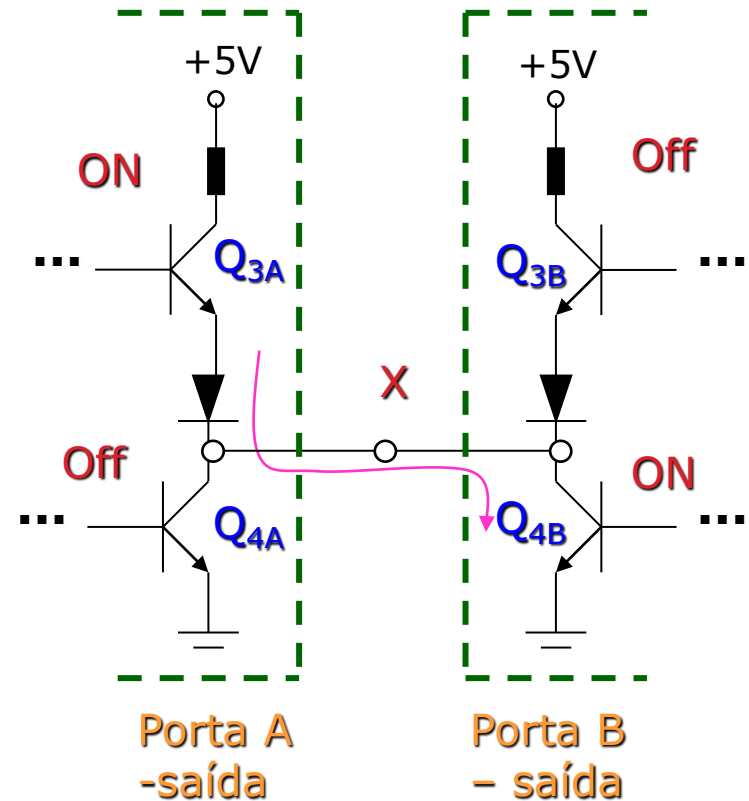 +5V
+5V
ON
Off
...
Q3A
Q3B
...
X
Off
ON
...
Q4A
Q4B
...
Porta A
-saída
Porta B
– saída